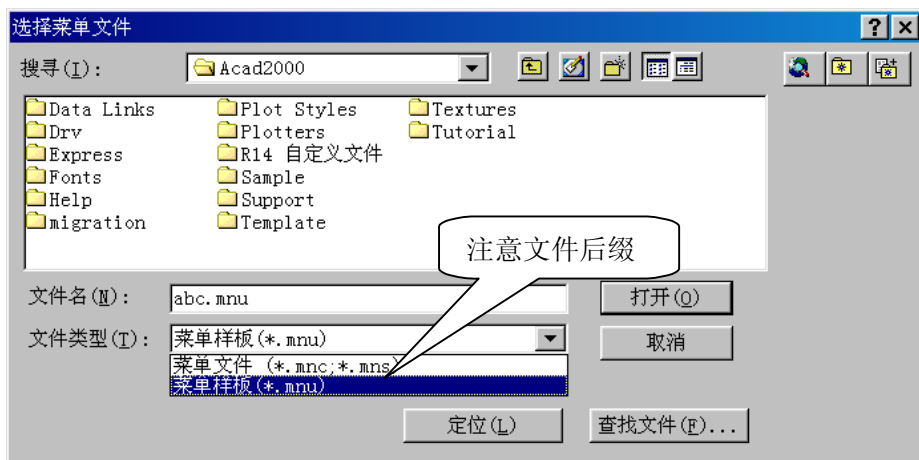 选择菜单文件
搜寻(I):
Acad2000
Data Links
Plot Styles
Textures
Drv
Plotters
Tutorial
Express
R14 自定义文件
Fonts
Sample
Help
Support
migration
Template
注意文件后缀
文件名(N):
abc.mnu
打开(O)
文件类型(T):
菜单样板(*.mnu)
取消
菜单文件 (*.mnc;*.mns)
菜单样板(*.mnu)
定位(L)
查找文件(F)...